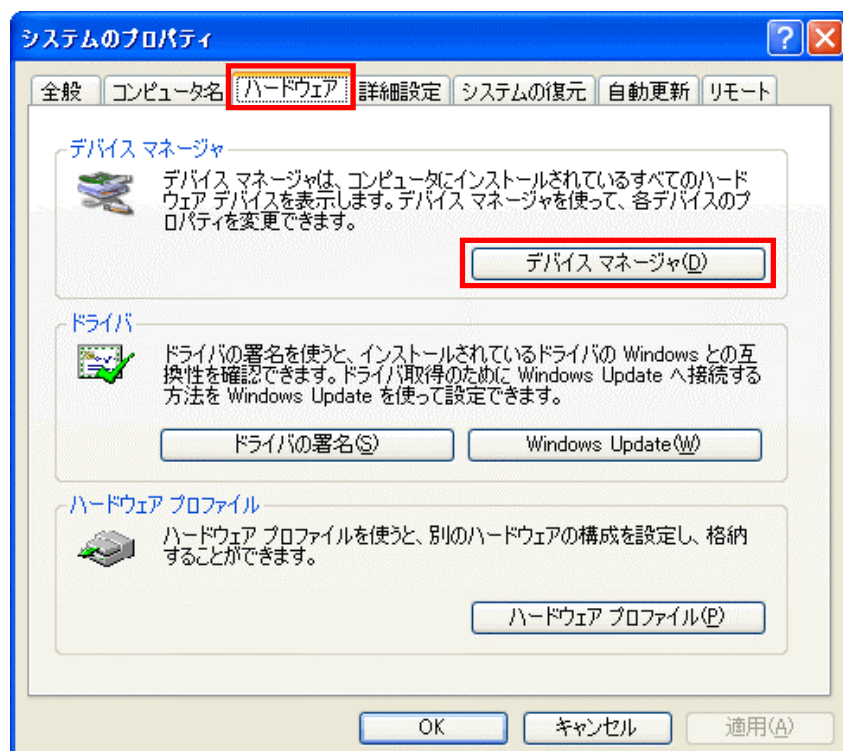 システムのプロパティ
全般 コンピュータ名 ハードウェア 詳細設定 システムの復元 自動更新 リモート
デバイス マネージャ
デバイス マネージャは、コンピュータにインストールされているすべてのハード
ウェア デバイスを表示します。デバイス マネージャを使って、各デバイスのプ
ロパティを変更できます。
デバイス マネージャ(D)
ドライバ
ドライバの署名を使うと、インストールされているドライバの Windows との互
換性を確認できます。ドライバ取得のために Windows Update へ接続する
方法を Windows Update を使って設定できます。
ドライバの署名(S) Windows Update(W)
ハードウェア プロファイル
ハードウェア プロファイルを使うと、別のハードウェアの構成を設定し、格納
することができます。
ハードウェア プロファイル(P)
OK キャンセル 適用(A)